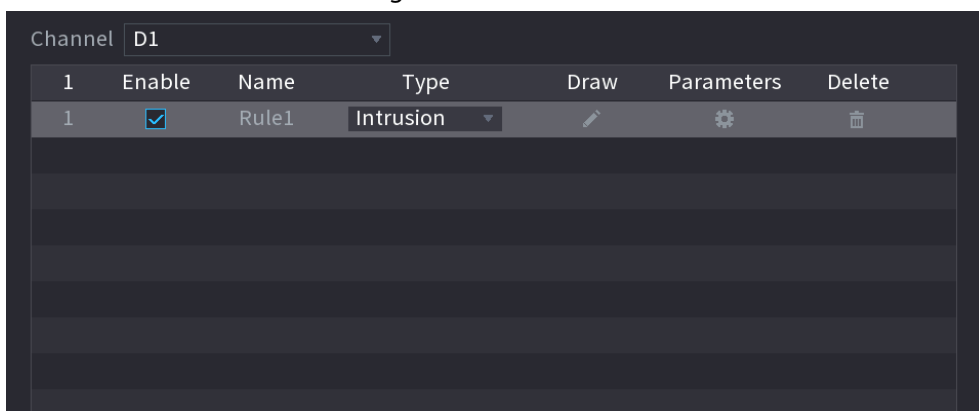 Channel D1
1 Enable Name Type Draw Parameters Delete
1 Rule1 Intrusion